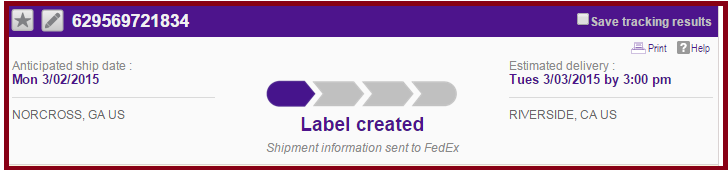 629569721834
Save tracking results
Print Help
Anticipated ship date :
Mon 3/02/2015
Estimated delivery :
Tues 3/03/2015 by 3:00 pm
NORCROSS, GA US
Label created
Shipment information sent to FedEx
RIVERSIDE, CA US